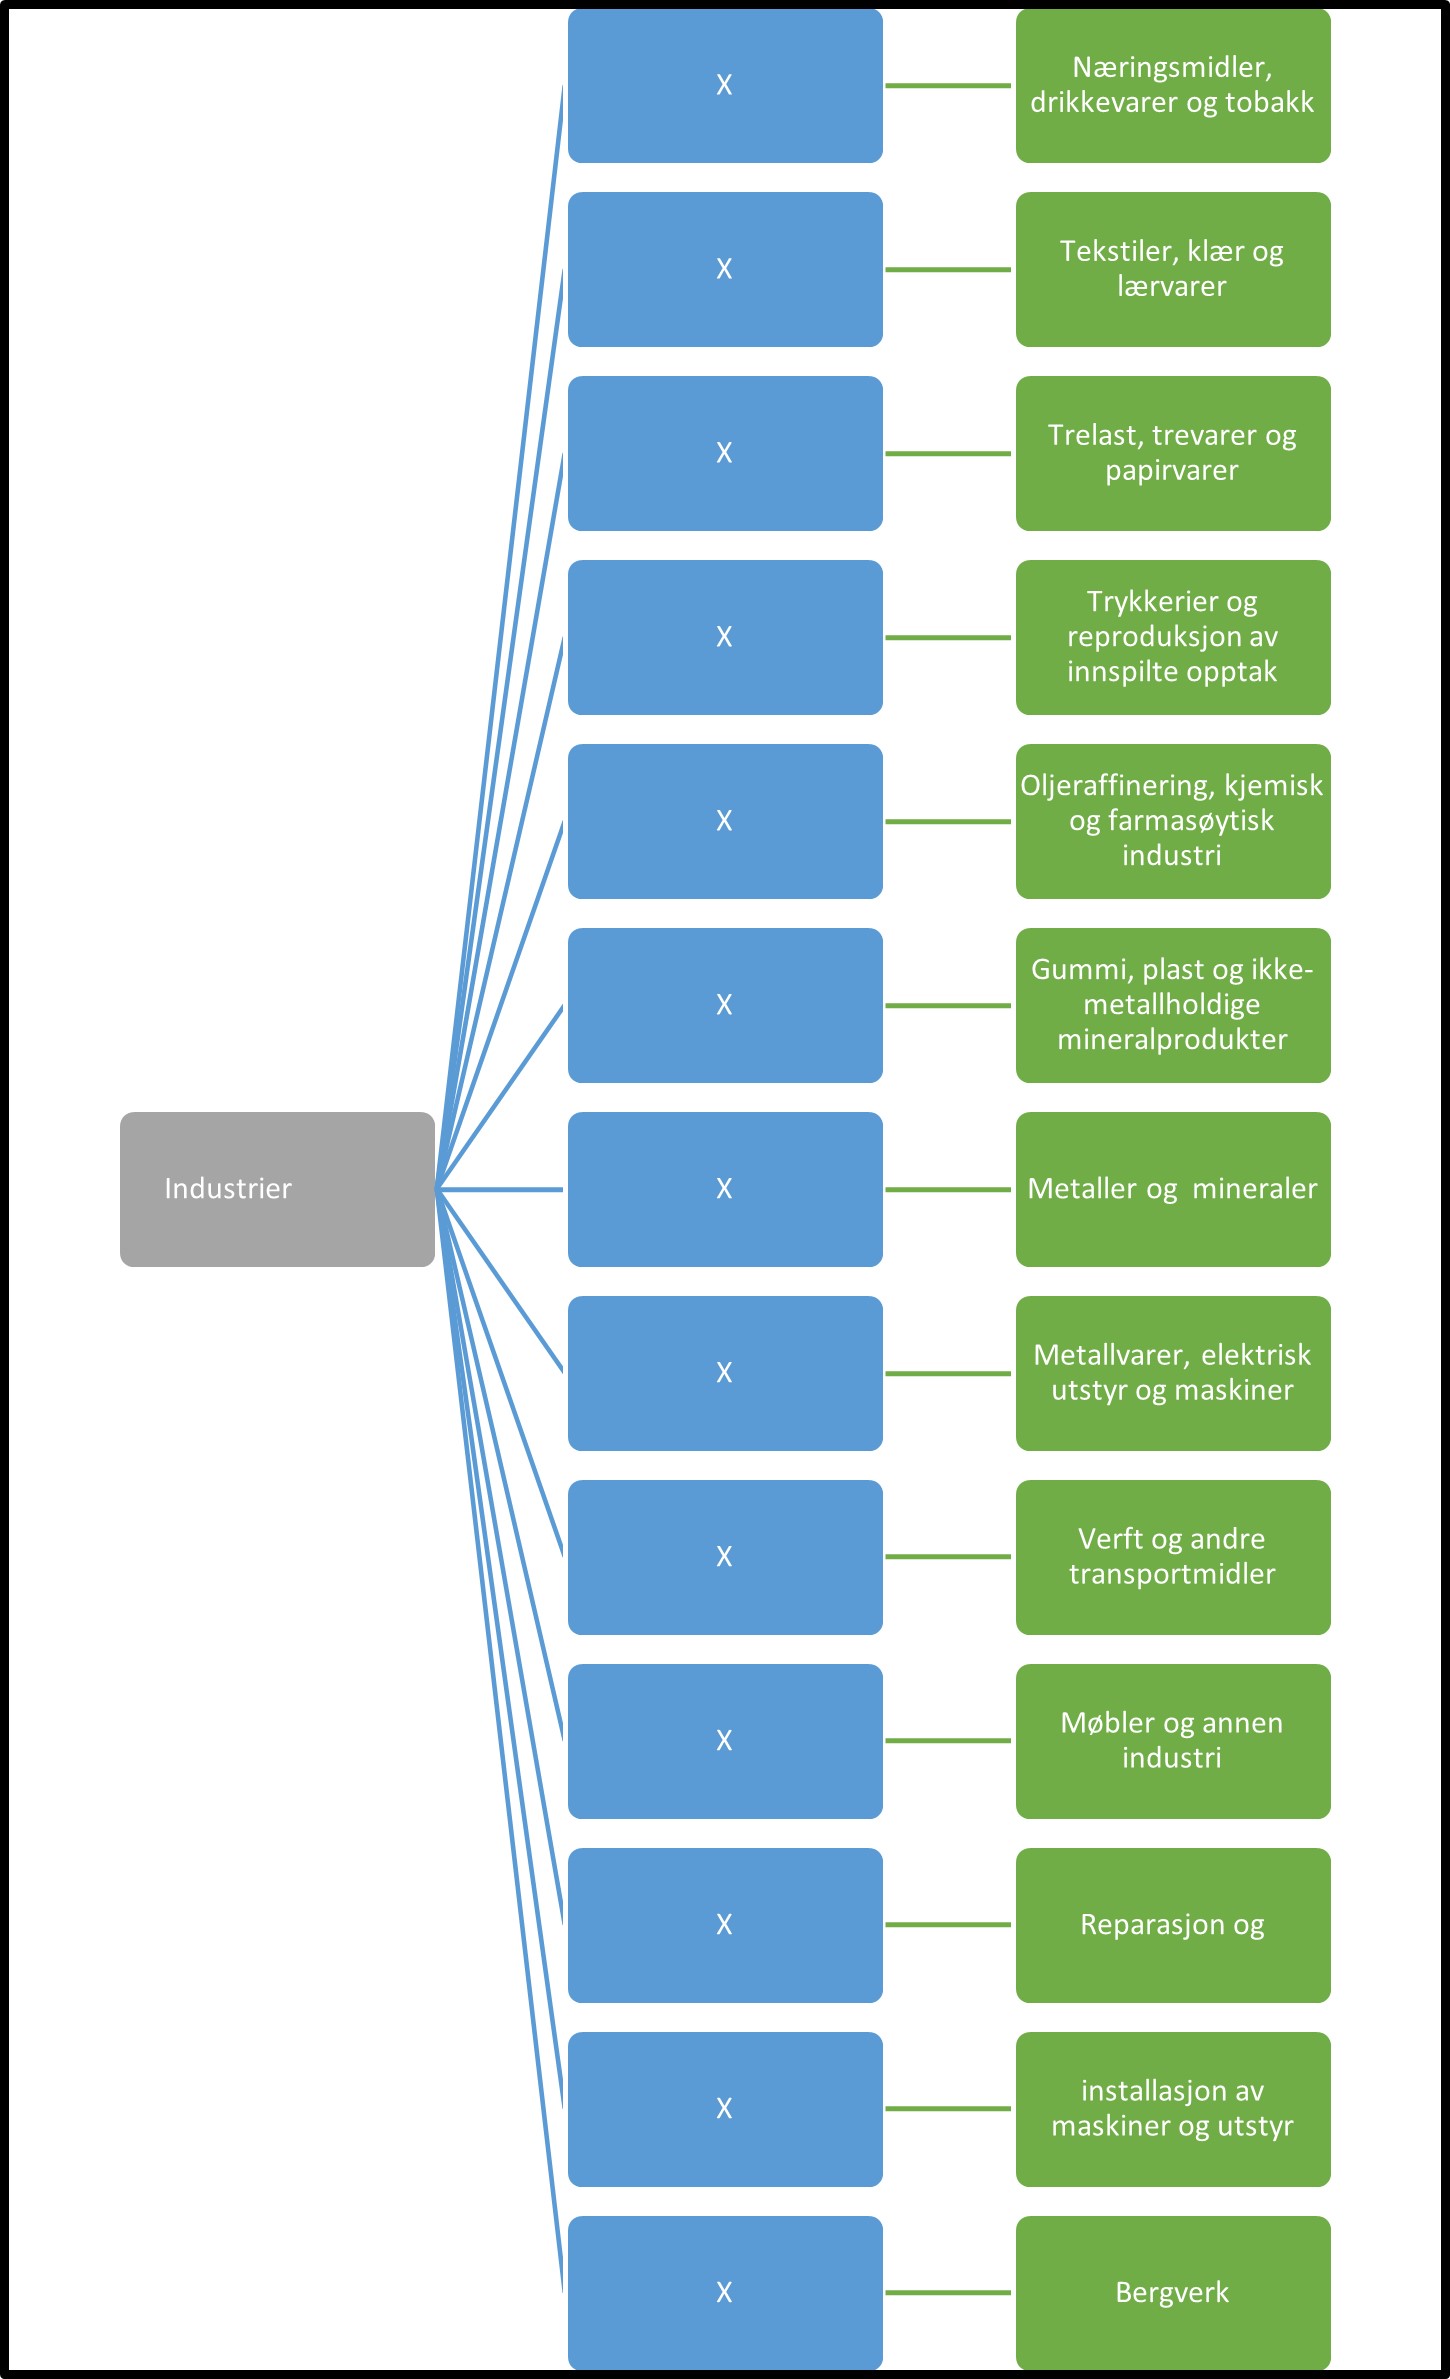 X
Næringsmidler,
drikkevarer og tobakk
X
Tekstiler, klær og
lærvarer
X
Trelast, trevarer og
papirvarer
X
Trykkerier og
reproduksjon av
innspilte opptak
X
Oljeraffinering, kjemisk
og farmasøytisk
industri
X
Gummi, plast og ikke-
metallholdige
mineralprodukter
Industrier
X
Metaller og mineraler
X
Metallvarer, elektrisk
utstyr og maskiner
X
Verft og andre
transportmidler
X
Møbler og annen
industri
X
Reparasjon og
X
installasjon av
maskiner og utstyr
X
Bergverk